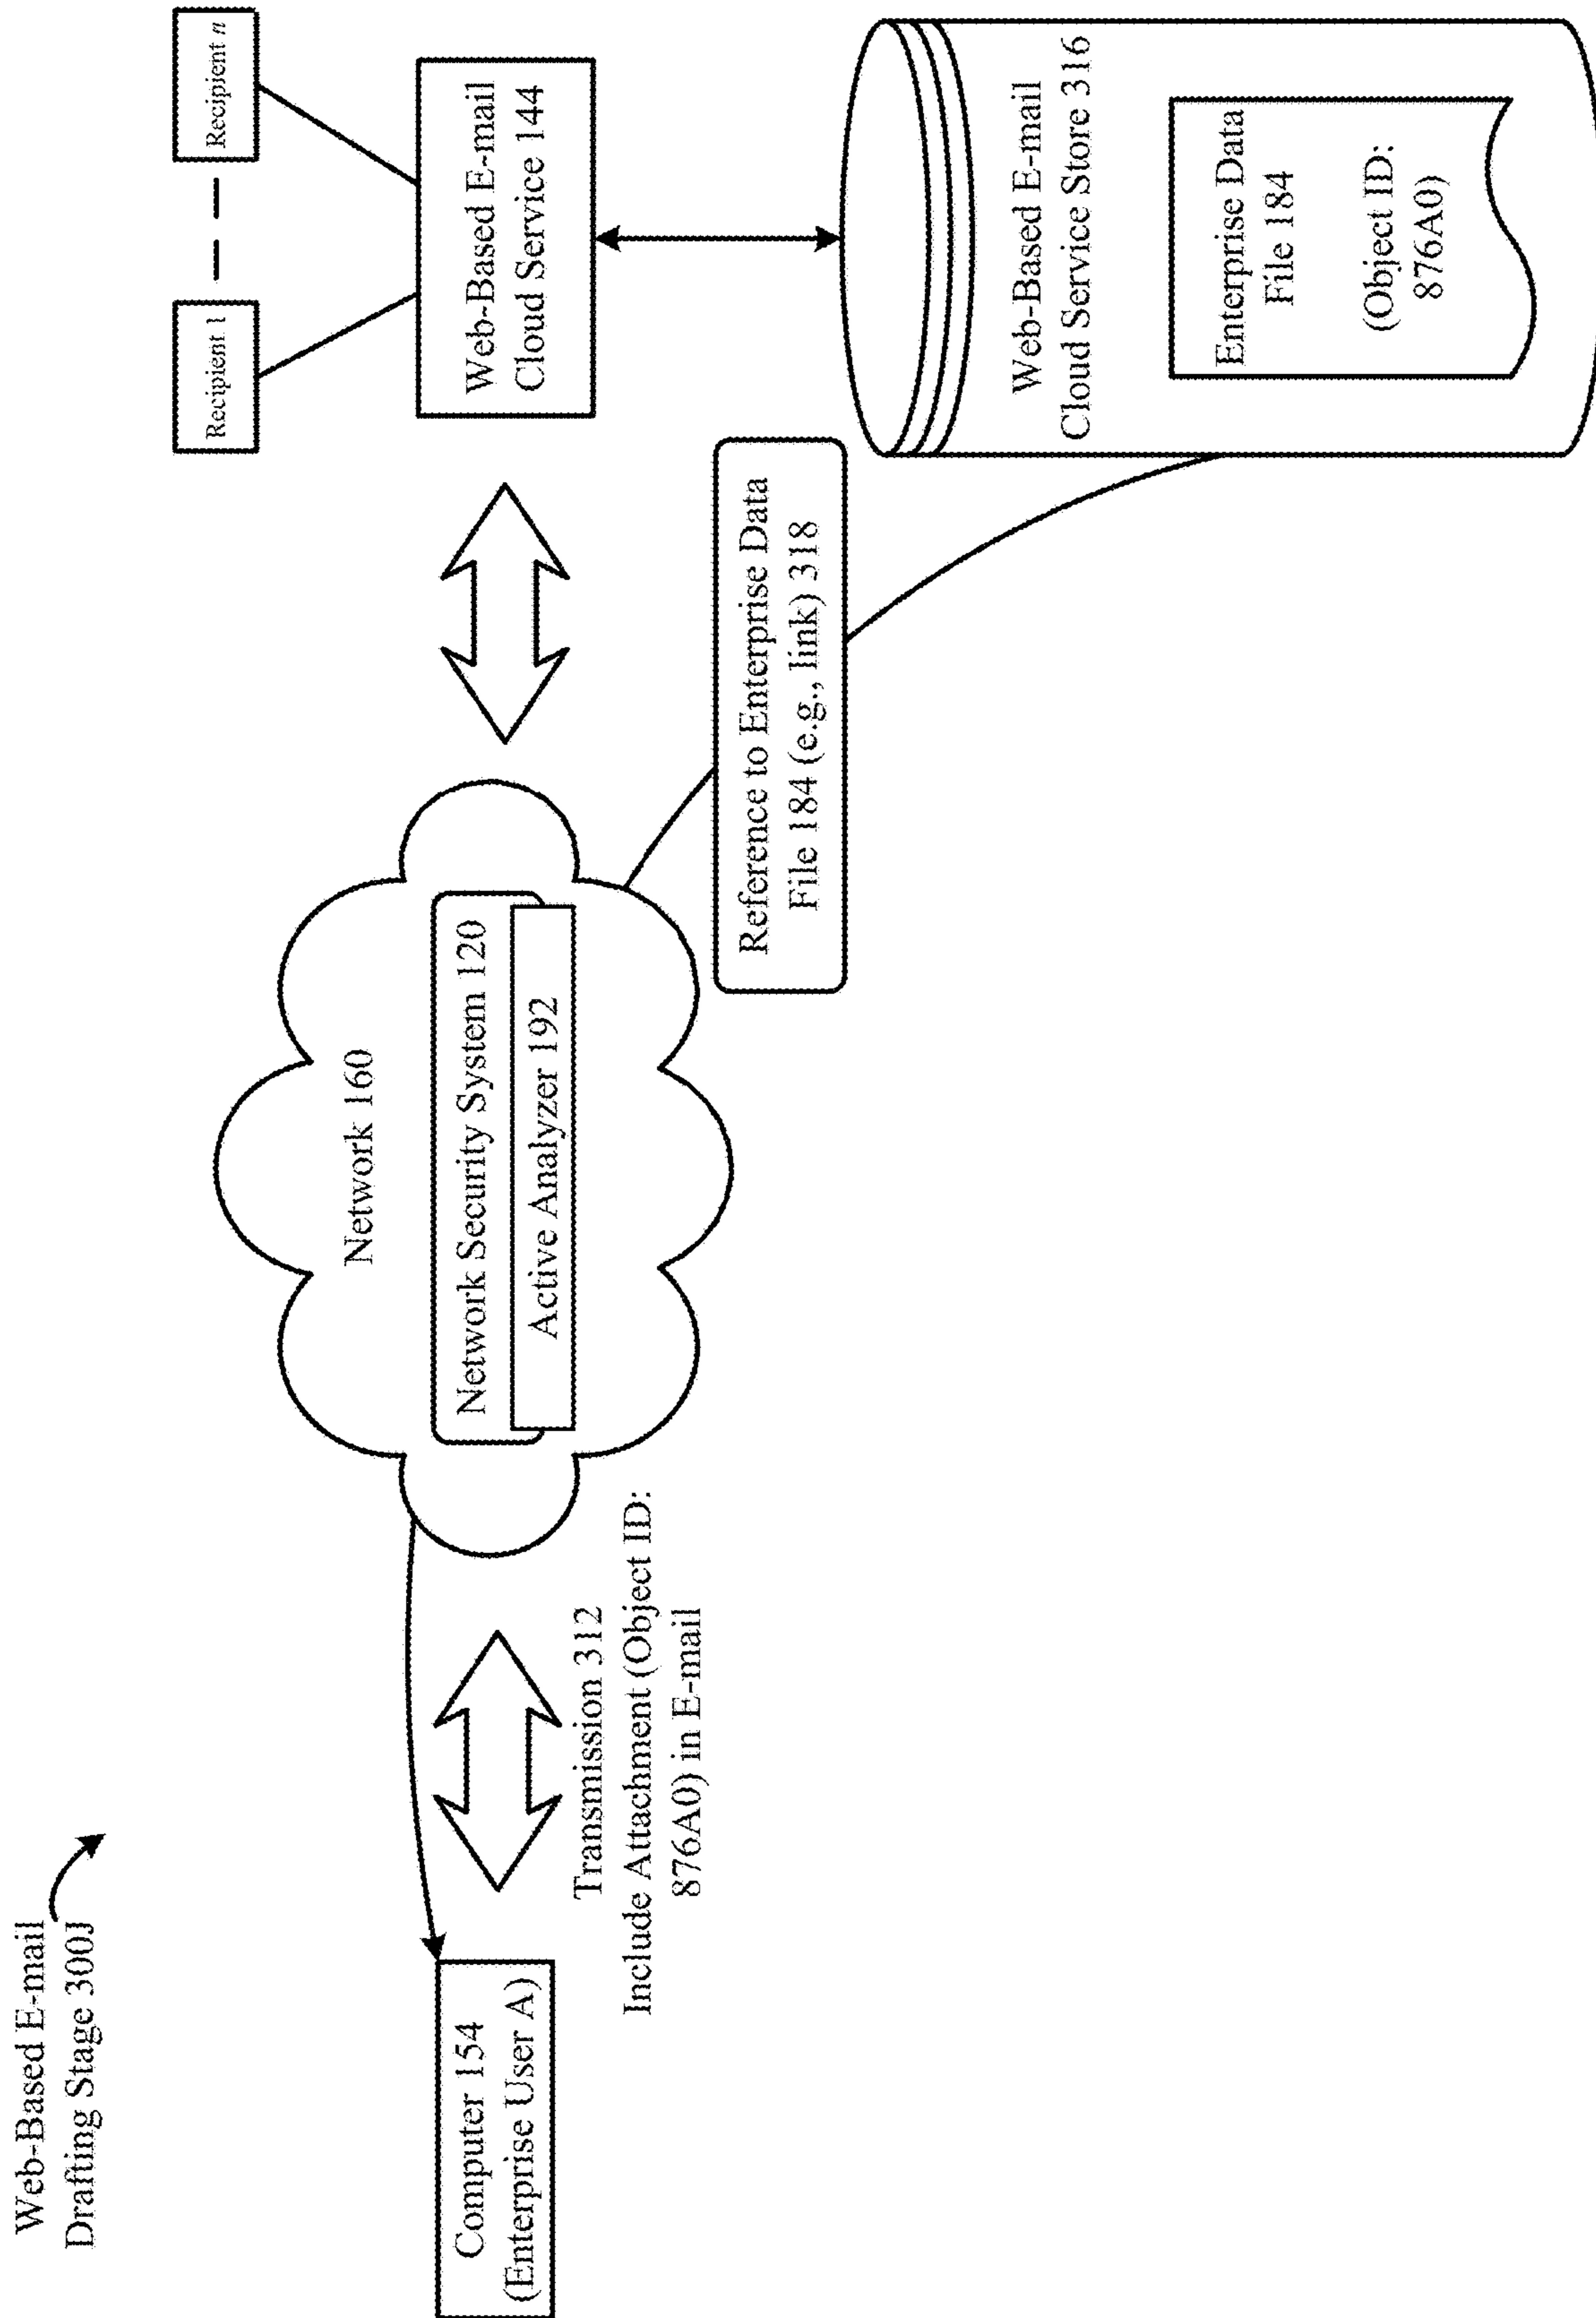 Web-Based E-mail
Drafting Stage 300J
Computer 154
(Enterprise User A)
Transmission 312
Include Attachment (Object ID:
876A0) in E-mail
Network 160
Network Security System 120
Active Analyzer 192
Reference to Enterprise Data
File 184 (e.g., link) 318
Recipient 1
Recipient n
Web-Based E-mail
Cloud Service 144
Web-Based E-mail
Cloud Service Store 316
Enterprise Data
File 184
(Object ID:
876A0)